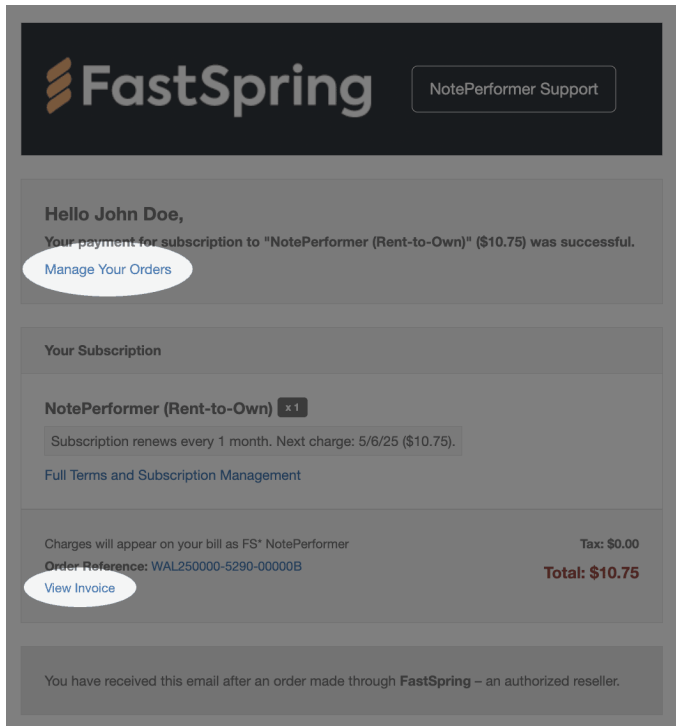 FastSpring
NotePerformer Support
Hello John Doe,
Your payment for subscription to "NotePerformer (Rent-to-Own)" ($10.75) was successful.
Manage Your Orders
Your Subscription
NotePerformer (Rent-to-Own) x 1
Subscription renews every 1 month. Next charge: 5/6/25 ($10.75).
Full Terms and Subscription Management
Charges will appear on your bill as FS* NotePerformer
Tax: $0.00
Order Reference: WAL250000-5290-00000B
Total: $10.75
View Invoice
You have received this email after an order made through FastSpring – an authorized reseller.